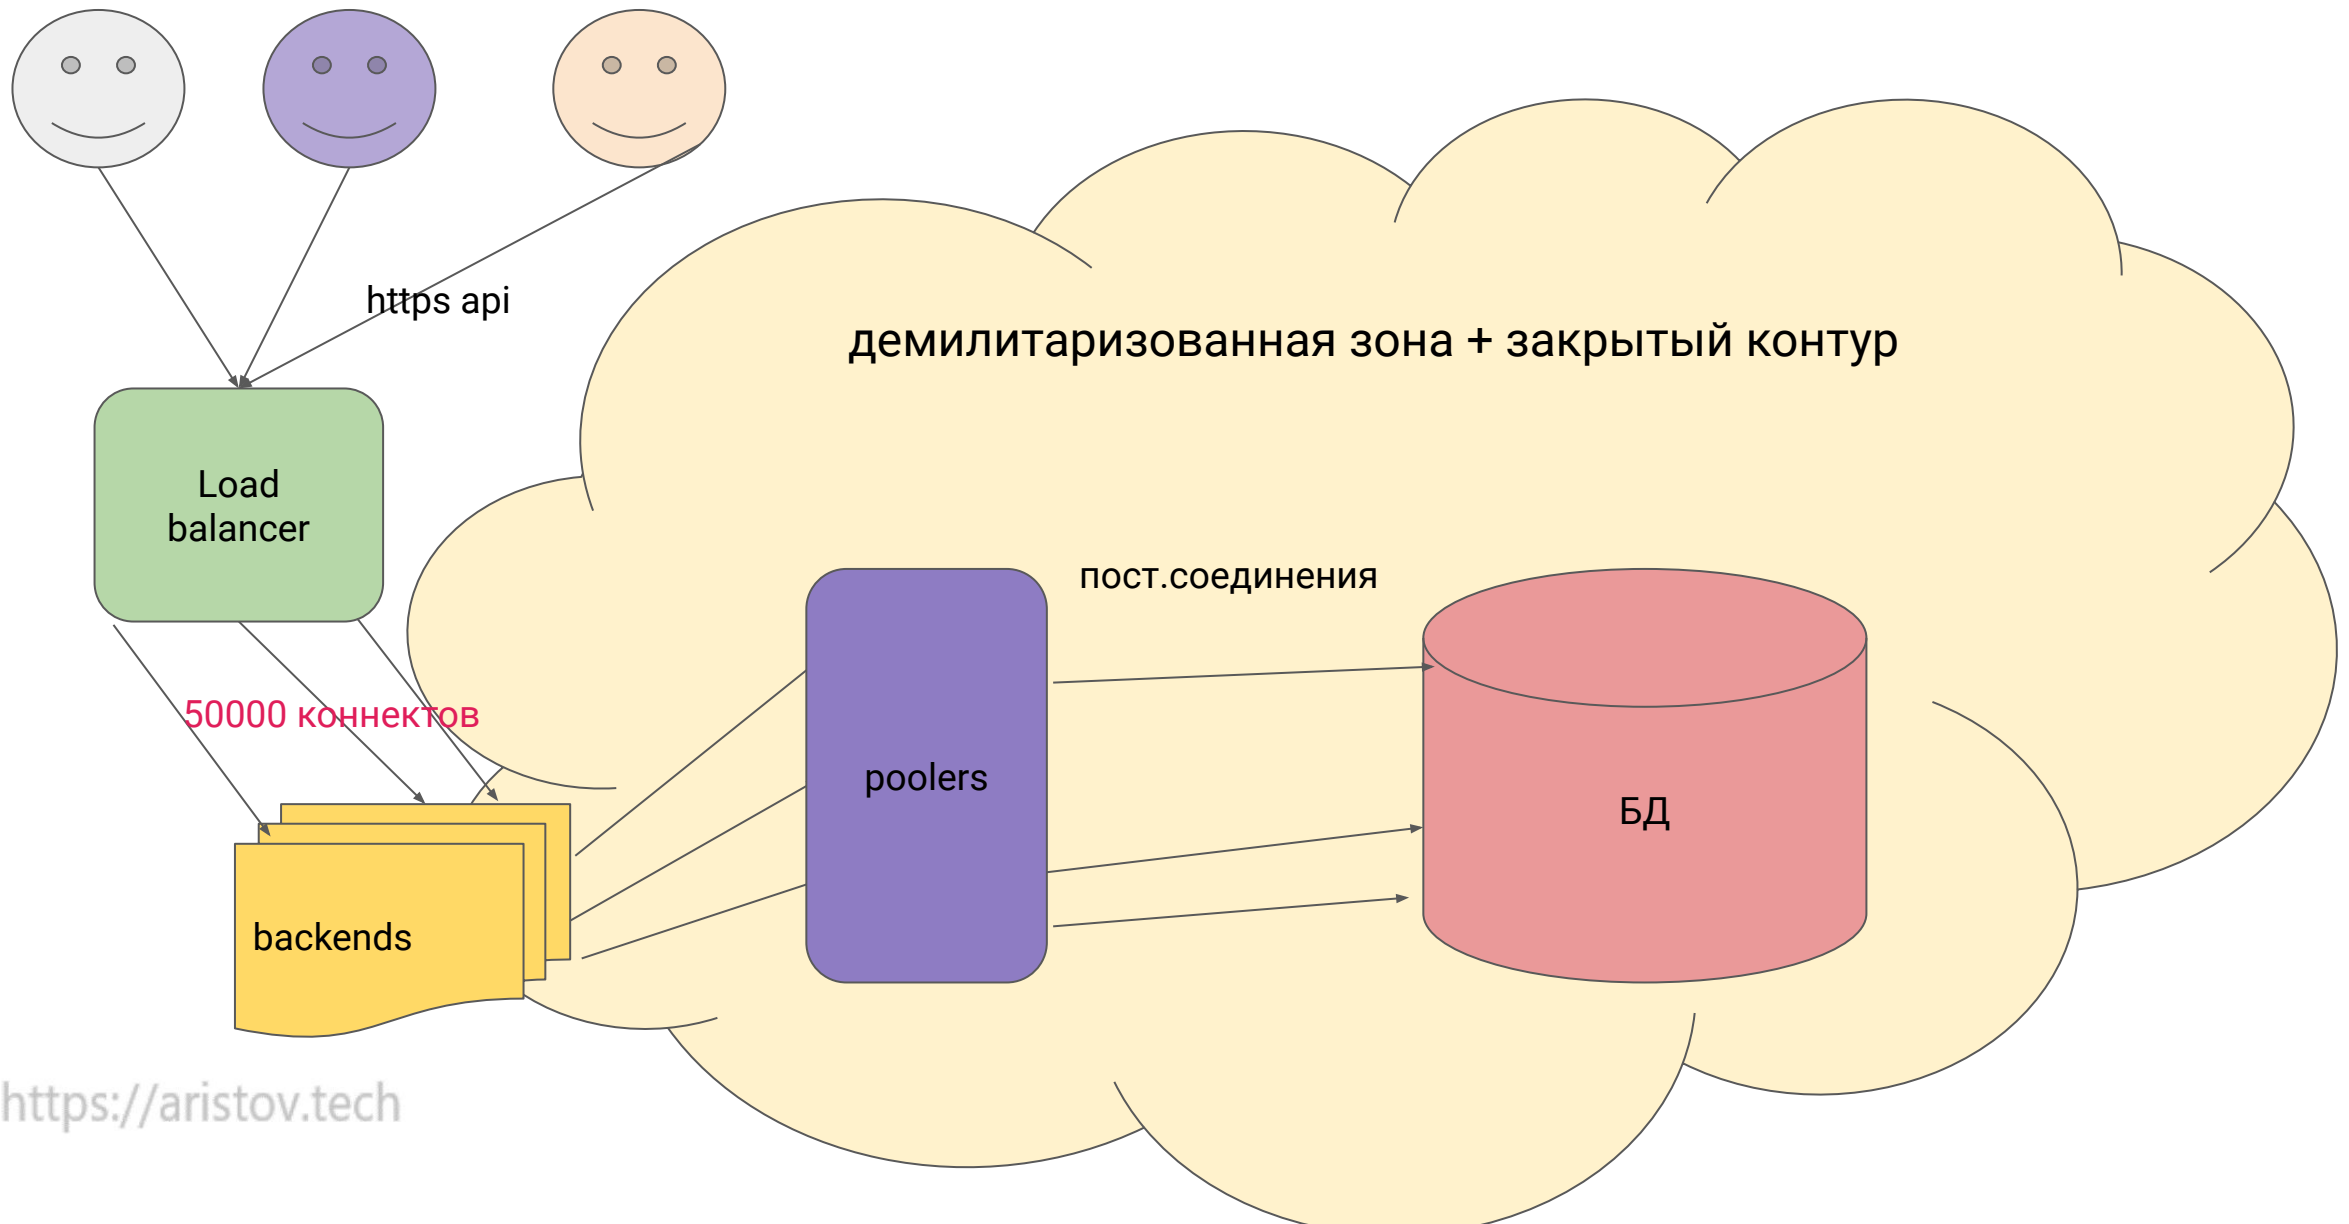 https api
демилитаризованная зона + закрытый контур
Load
balancer
пост.соединения
50000 коннектов
poolers
БД
backends
https://aristov.tech